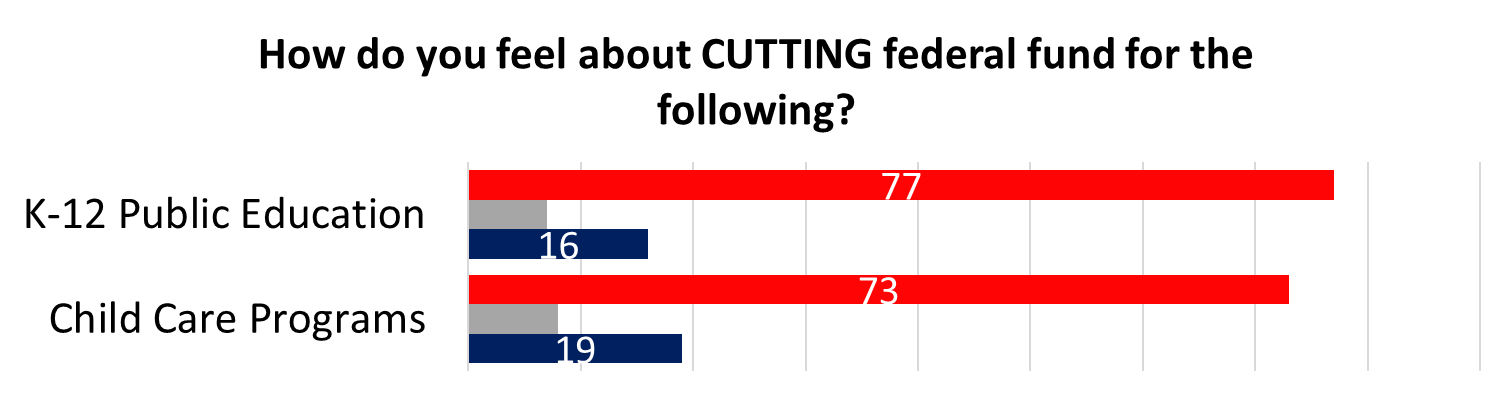 How do you feel about CUTTING federal fund for the
following?
K-12 Public Education
77
16
Child Care Programs
73
19